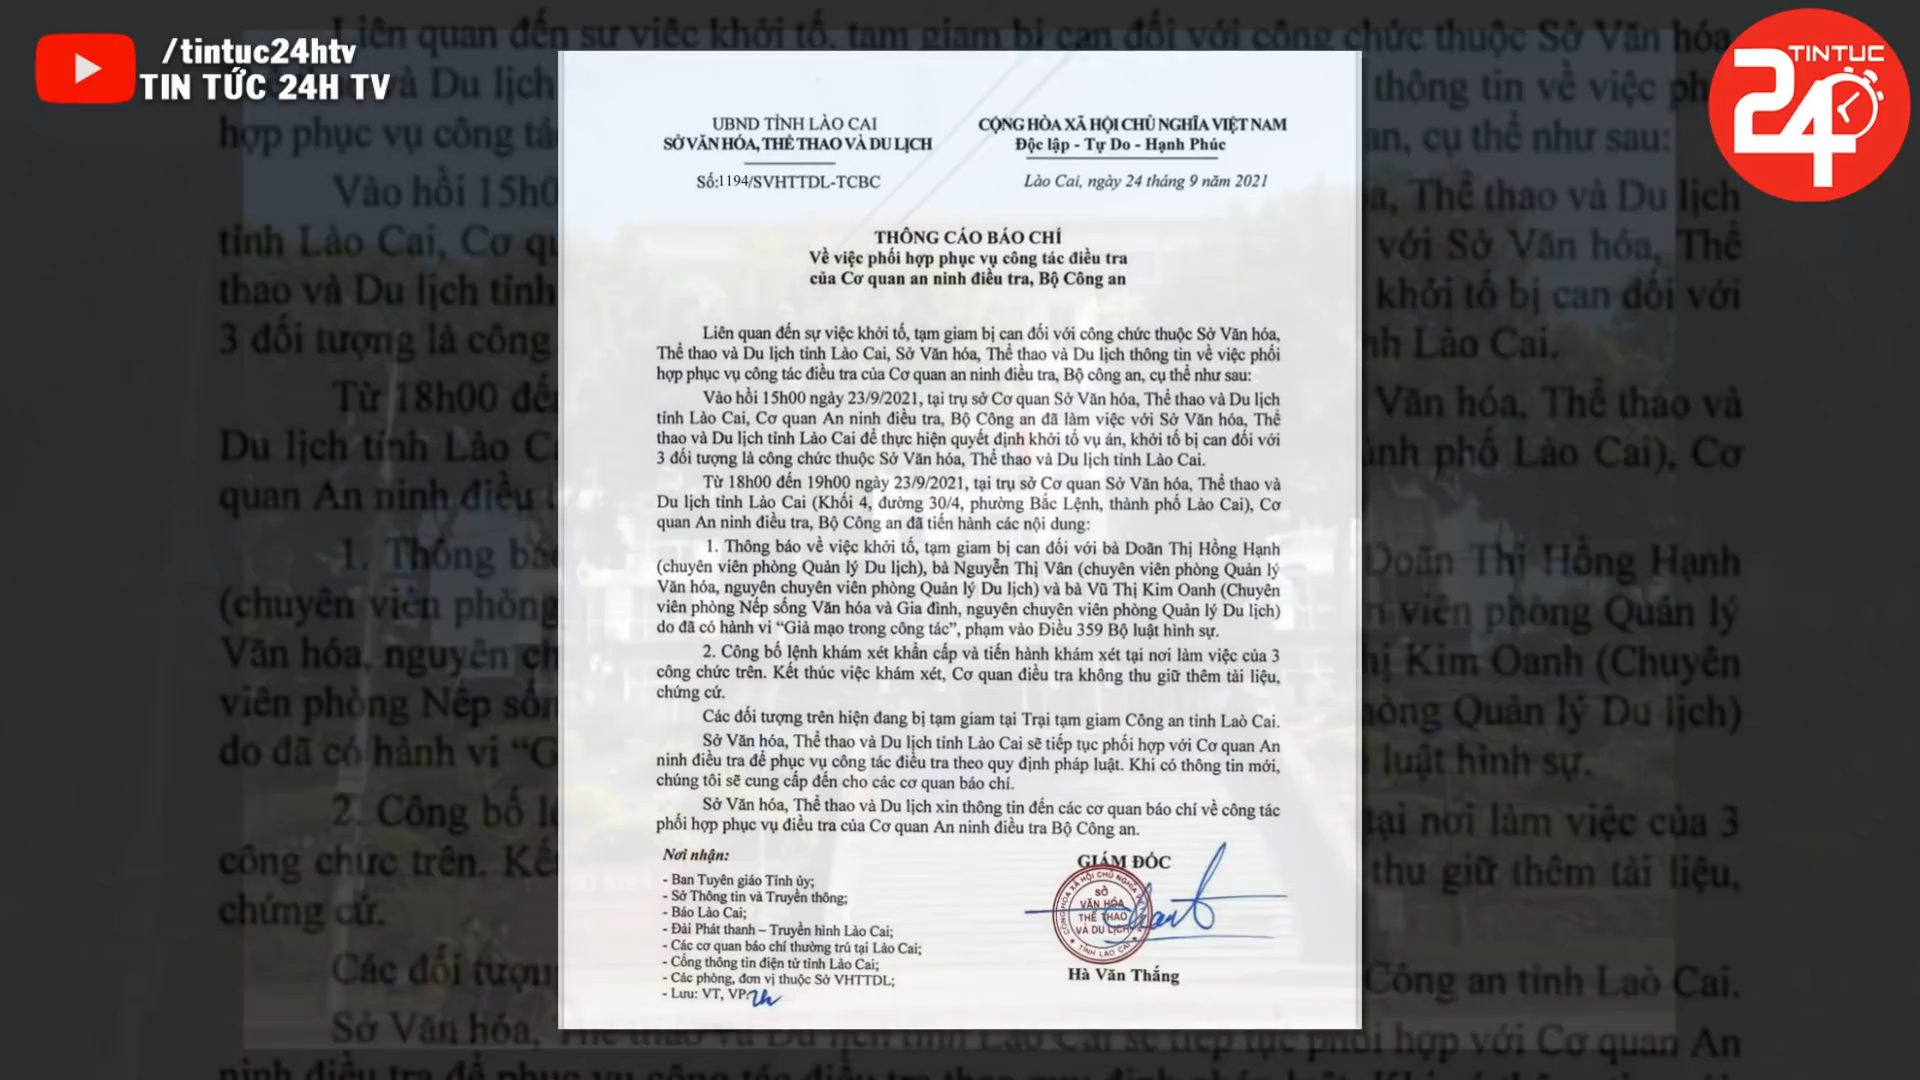 /tintuc24htv
TIN TỨC 24H TV
TINTUC
24
UBND TỈNH LÀO CAI
SỞ VĂN HÓA, THỂ THAO VÀ DU LỊCH
Số:1194/SVHTTDL-TCBC
CỘNG HÒA XÃ HỘI CHỦ NGHĨA VIỆT NAM
Độc lập - Tự Do - Hạnh Phúc
Lào Cai, ngày 24 tháng 9 năm 2021
THÔNG CÁO BÁO CHÍ
Về việc phối hợp phục vụ công tác điều tra
của Cơ quan an ninh điều tra, Bộ Công an
Liên quan đến sự việc khởi tố, tạm giam bị can đối với công chức thuộc Sở Văn hóa,
Thể thao và Du lịch tỉnh Lào Cai, Sở Văn hóa, Thể thao và Du lịch thông tin về việc phối
hợp phục vụ công tác điều tra của Cơ quan an ninh điều tra, Bộ công an, cụ thể như sau:
Vào hồi 15h00 ngày 23/9/2021, tại trụ sở Cơ quan Sở Văn hóa, Thể thao và Du lịch
tỉnh Lào Cai, Cơ quan An ninh điều tra, Bộ Công an đã làm việc với Sở Văn hóa, Thể
thao và Du lịch tỉnh Lào Cai để thực hiện quyết định khởi tố vụ án, khởi tố bị can đối với
3 đối tượng là công chức thuộc Sở Văn hóa, Thể thao và Du lịch tỉnh Lào Cai.
Từ 18h00 đến 19h00 ngày 23/9/2021, tại trụ sở Cơ quan Sở Văn hóa, Thể thao và
Du lịch tỉnh Lào Cai (Khối 4, đường 30/4, phường Bắc Lệnh, thành phố Lào Cai), Cơ
quan An ninh điều tra, Bộ Công an đã tiến hành các nội dung:
1. Thông báo về việc khởi tố, tạm giam bị can đối với bà Doãn Thị Hồng Hạnh
(chuyên viên phòng Quản lý Du lịch), bà Nguyễn Thị Vân (chuyên viên phòng Quản lý
Văn hóa, nguyên chuyên viên phòng Quản lý Du lịch) và bà Vũ Thị Kim Oanh (Chuyên
viên phòng Nếp sống Văn hóa và Gia đình, nguyên chuyên viên phòng Quản lý Du lịch)
do đã có hành vi “Giả mạo trong công tác”, phạm vào Điều 359 Bộ luật hình sự.
2. Công bố lệnh khám xét khẩn cấp và tiến hành khám xét tại nơi làm việc của 3
công chức trên. Kết thúc việc khám xét, Cơ quan điều tra không thu giữ thêm tài liệu,
chứng cứ.
Các đối tượng trên hiện đang bị tạm giam tại Trại tạm giam Công an tỉnh Laò Cai.
Sở Văn hóa, Thể thao và Du lịch tỉnh Lào Cai sẽ tiếp tục phối hợp với Cơ quan An
ninh điều tra để phục vụ công tác điều tra theo quy định pháp luật. Khi có thông tin mới,
chúng tôi sẽ cung cấp đến cho các cơ quan báo chí.
Sở Văn hóa, Thể thao và Du lịch xin thông tin đến các cơ quan báo chí về công tác
phối hợp phục vụ điều tra của Cơ quan An ninh điều tra Bộ Công an.
Nơi nhận:
- Ban Tuyên giáo Tỉnh ủy;
- Sở Thông tin và Truyền thông;
- Báo Lào Cai;
- Đài Phát thanh – Truyền hình Lào Cai;
- Các cơ quan báo chí thường trú tại Lào Cai;
- Cổng thông tin điện tử tỉnh Lào Cai;
- Các phòng, đơn vị thuộc Sở VHTTDL;
- Lưu: VT, VP.
GIÁM ĐỐC
SỞ
VĂN HÓA
THỂ THAO
VÀ DU LỊCH
TỈNH LÀO CAI
Hà Văn Thắng